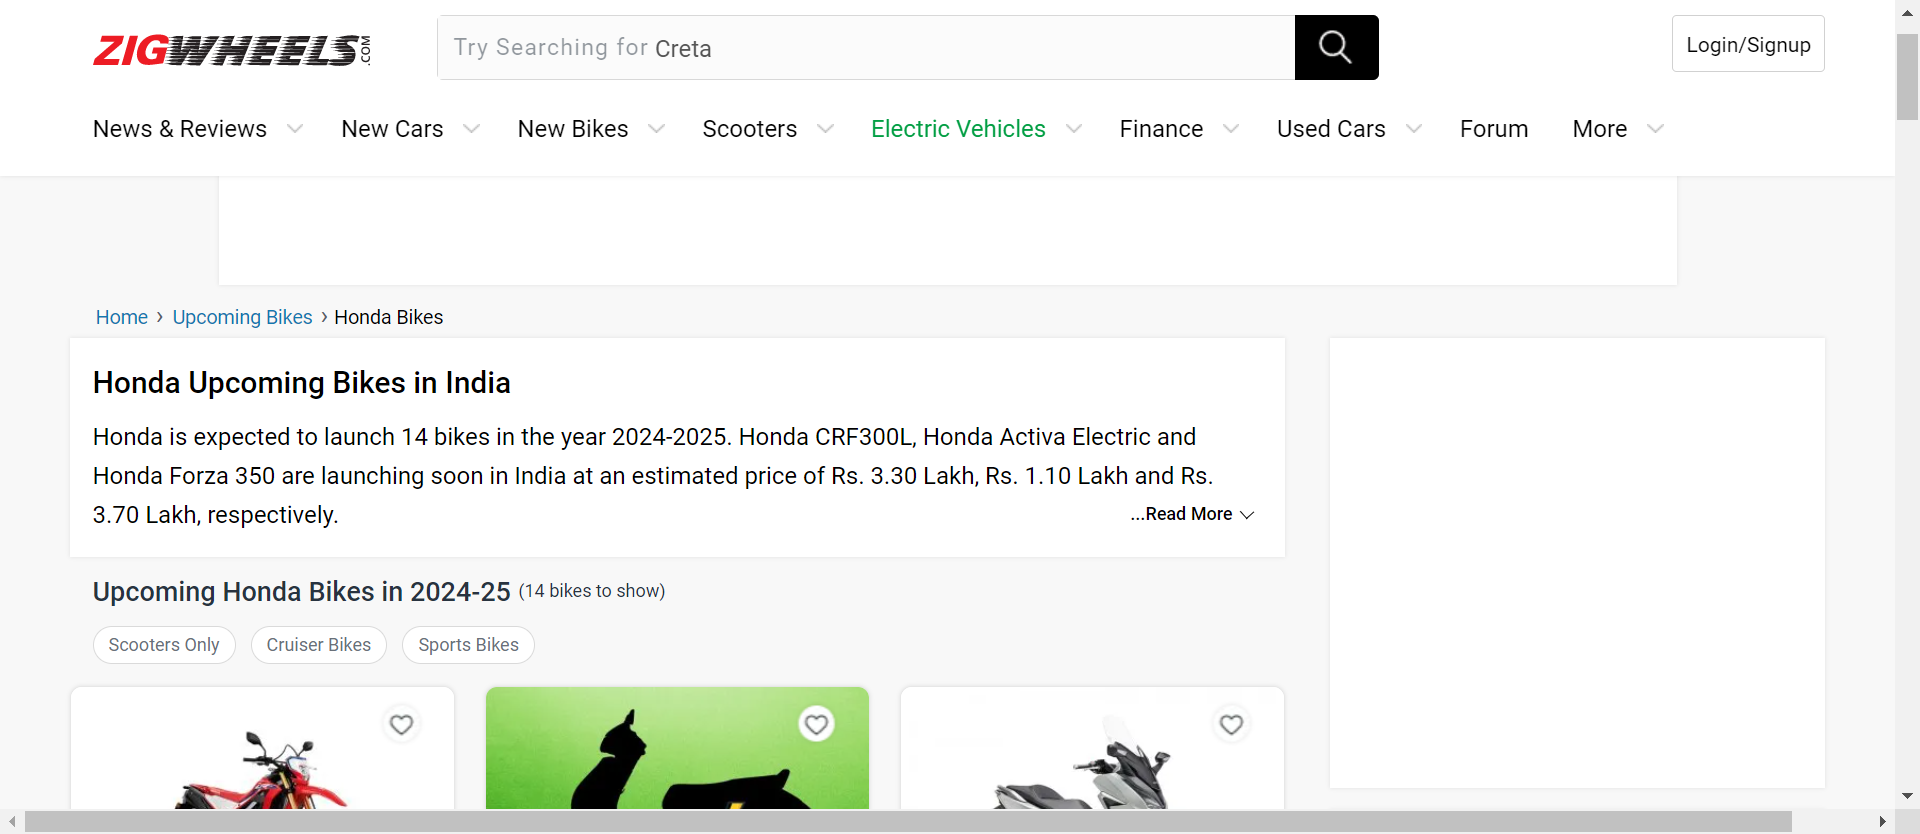 ZIGWHEELS.COM
Try Searching for Creta
Login/Signup
News & Reviews New Cars New Bikes Scooters Electric Vehicles Finance Used Cars Forum More
Home › Upcoming Bikes › Honda Bikes
Honda Upcoming Bikes in India
Honda is expected to launch 14 bikes in the year 2024-2025. Honda CRF300L, Honda Activa Electric and
Honda Forza 350 are launching soon in India at an estimated price of Rs. 3.30 Lakh, Rs. 1.10 Lakh and Rs.
3.70 Lakh, respectively.
...Read More
Upcoming Honda Bikes in 2024-25 (14 bikes to show)
Scooters Only Cruiser Bikes Sports Bikes